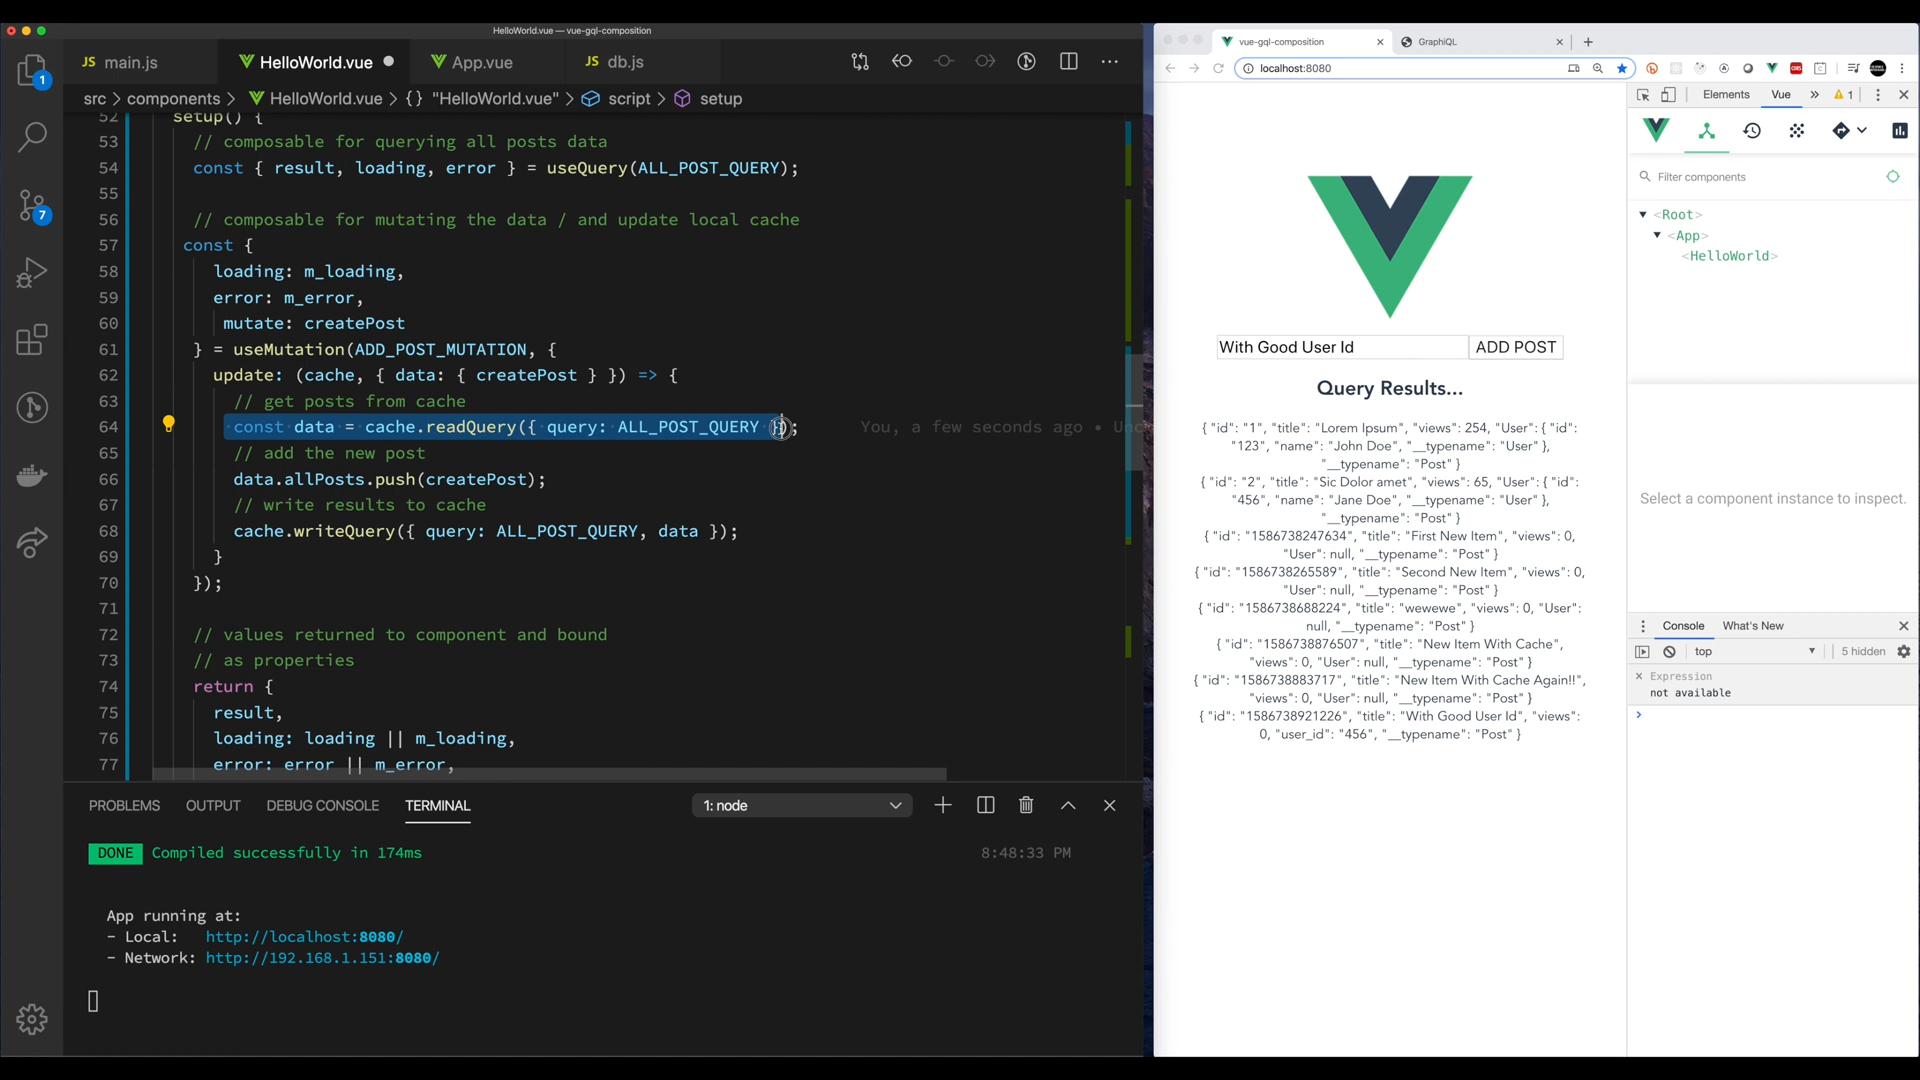 HelloWorld.vue — vue-gql-composition
JS main.js
HelloWorld.vue
App.vue
JS db.js
src > components > HelloWorld.vue > {} "HelloWorld.vue" > script > setup
52 setup() {
53 // composable for querying all posts data
54 const { result, loading, error } = useQuery(ALL_POST_QUERY);
55
56 // composable for mutating the data / and update local cache
57 const {
58 loading: m_loading,
59 error: m_error,
60 mutate: createPost
61 } = useMutation(ADD_POST_MUTATION, {
62 update: (cache, { data: { createPost } }) => {
63 // get posts from cache
64 const data = cache.readQuery({ query: ALL_POST_QUERY }); You, a few seconds ago • Unc
65 // add the new post
66 data.allPosts.push(createPost);
67 // write results to cache
68 cache.writeQuery({ query: ALL_POST_QUERY, data });
69 }
70 });
71
72 // values returned to component and bound
73 // as properties
74 return {
75 result,
76 loading: loading || m_loading,
77 error: error || m_error,
1
7
PROBLEMS OUTPUT DEBUG CONSOLE TERMINAL 1: node
DONE Compiled successfully in 174ms 8:48:33 PM
App running at:
- Local: http://localhost:8080/
- Network: http://192.168.1.151:8080/
vue-gql-composition
GraphiQL
localhost:8080
With Good User Id
ADD POST
Query Results...
{ "id": "1", "title": "Lorem Ipsum", "views": 254, "User": { "id":
"123", "name": "John Doe", "__typename": "User" },
"__typename": "Post" }
{ "id": "2", "title": "Sic Dolor amet", "views": 65, "User": { "id":
"456", "name": "Jane Doe", "__typename": "User" },
"__typename": "Post" }
{ "id": "1586738247634", "title": "First New Item", "views": 0,
"User": null, "__typename": "Post" }
{ "id": "1586738265589", "title": "Second New Item", "views": 0,
"User": null, "__typename": "Post" }
{ "id": "1586738688224", "title": "wewewe", "views": 0, "User":
null, "__typename": "Post" }
{ "id": "1586738876507", "title": "New Item With Cache",
"views": 0, "User": null, "__typename": "Post" }
{ "id": "1586738883717", "title": "New Item With Cache Again!!",
"views": 0, "User": null, "__typename": "Post" }
{ "id": "1586738921226", "title": "With Good User Id", "views":
0, "user_id": "456", "__typename": "Post" }
Elements Vue » 1
Filter components
<Root>
<App>
<HelloWorld>
Select a component instance to inspect.
Console What's New
top 5 hidden
Expression
not available